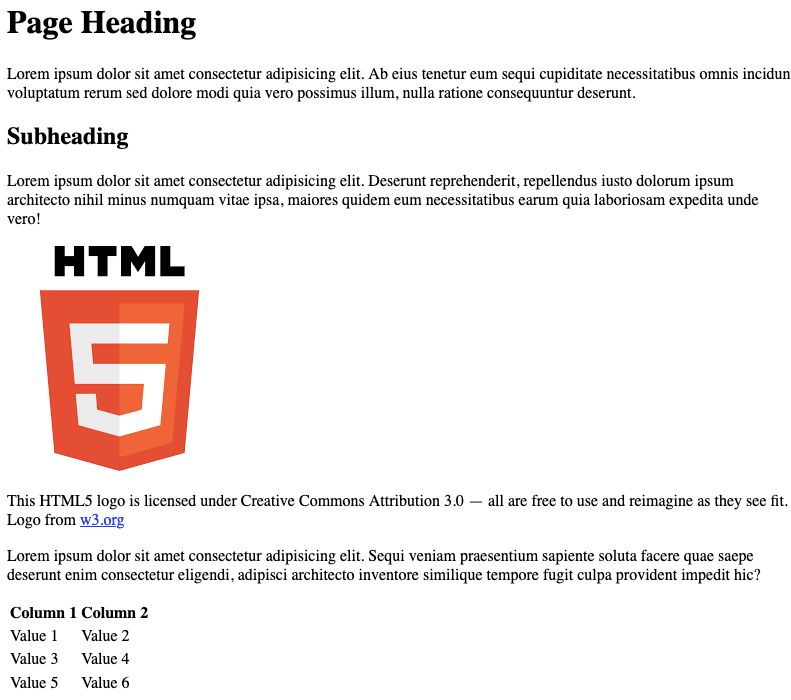 Page Heading
Lorem ipsum dolor sit amet consectetur adipisicing elit. Ab eius tenetur eum sequi cupiditate necessitatibus omnis incidun
voluptatum rerum sed dolore modi quia vero possimus illum, nulla ratione consequuntur deserunt.
Subheading
Lorem ipsum dolor sit amet consectetur adipisicing elit. Deserunt reprehenderit, repellendus iusto dolorum ipsum
architecto nihil minus numquam vitae ipsa, maiores quidem eum necessitatibus earum quia laboriosam expedita unde
vero!
HTML
5
This HTML5 logo is licensed under Creative Commons Attribution 3.0 — all are free to use and reimagine as they see fit.
Logo from w3.org
Lorem ipsum dolor sit amet consectetur adipisicing elit. Sequi veniam praesentium sapiente soluta facere quae saepe
deserunt enim consectetur eligendi, adipisci architecto inventore similique tempore fugit culpa provident impedit hic?
Column 1 Column 2
Value 1 Value 2
Value 3 Value 4
Value 5 Value 6